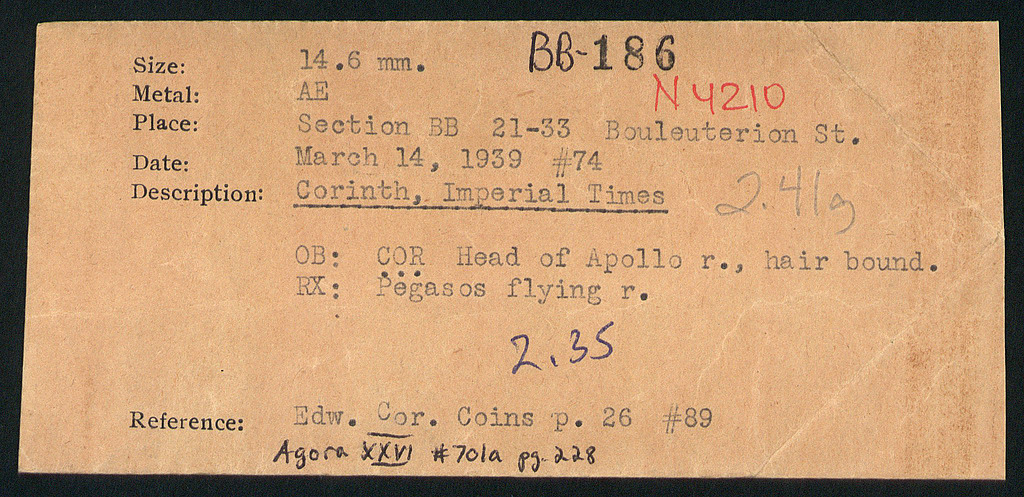 BB-186
Size: 14.6 mm.
N 4210
Metal: AE
Place: Section BB 21-33 Bouleuterion St.
Date: March 14, 1939 #74
Description: Corinth, Imperial Times
2.41g
OB: COR Head of Apollo r., hair bound.
RX: Pegasos flying r.
2.35
Reference: Edw. Cor. Coins p. 26 #89
Agora XXVI #701a pg. 228